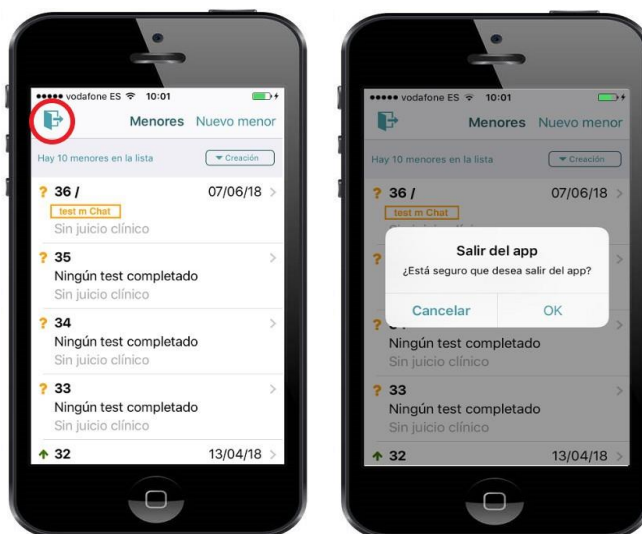 vodafone ES 10:01
Menores Nuevo menor
Hay 10 menores en la lista Creación
? 36 / 07/06/18 >
test m Chat
Sin juicio clínico
? 35 >
Ningún test completado
Sin juicio clínico
? 34 >
Ningún test completado
Sin juicio clínico
? 33 >
Ningún test completado
Sin juicio clínico
32 13/04/18 >
vodafone ES 10:01
Menores Nuevo menor
Hay 10 menores en la lista Creación
? 36 / 07/06/18 >
test m Chat
?
Salir del app
¿Está seguro que desea salir del app?
Cancelar OK
?
Ningún test completado
Sin juicio clínico
? 33 >
Ningún test completado
Sin juicio clínico
32 13/04/18 >